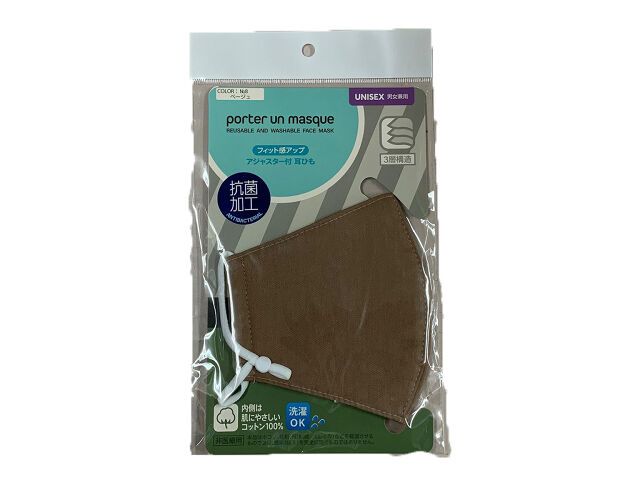 COLOR : No8
ベージュ
UNISEX 男女兼用
porter un masque
REUSABLE AND WASHABLE FACE MASK
フィット感アップ
アジャスター付 耳ひも
3層構造
抗菌
加工
ANTIBACTERIAL
内側は
肌にやさしい
コットン100%
洗濯
OK
非医療用